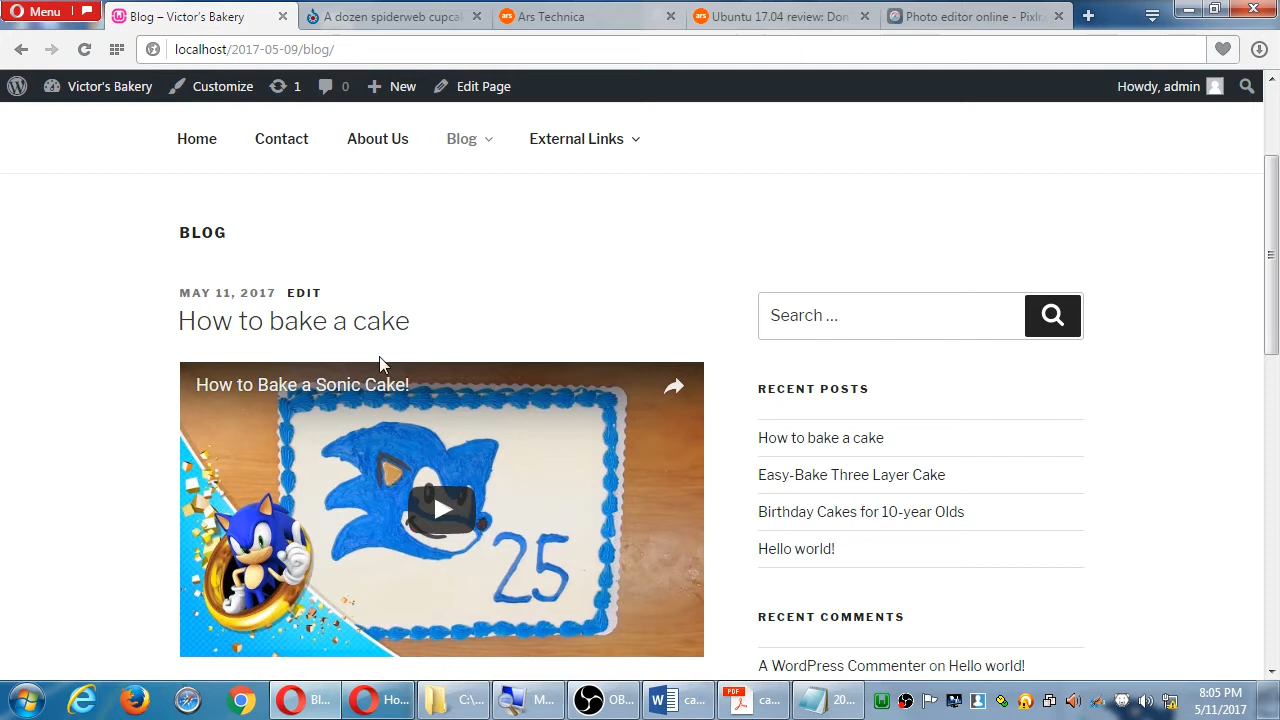 Menu
Blog – Victor's Bakery
A dozen spiderweb cupca
Ars Technica
Ubuntu 17.04 review: Don
Photo editor online - Pixlr
localhost/2017-05-09/blog/
Victor's Bakery
Customize
1
0
New
Edit Page
Howdy, admin
Home
Contact
About Us
Blog
External Links
BLOG
MAY 11, 2017
EDIT
How to bake a cake
How to Bake a Sonic Cake!
25
Search …
RECENT POSTS
How to bake a cake
Easy-Bake Three Layer Cake
Birthday Cakes for 10-year Olds
Hello world!
RECENT COMMENTS
A WordPress Commenter on Hello world!
Bl...
Ho...
C:\...
M...
OB...
ca...
PDF
ca...
20...
8:05 PM
5/11/2017